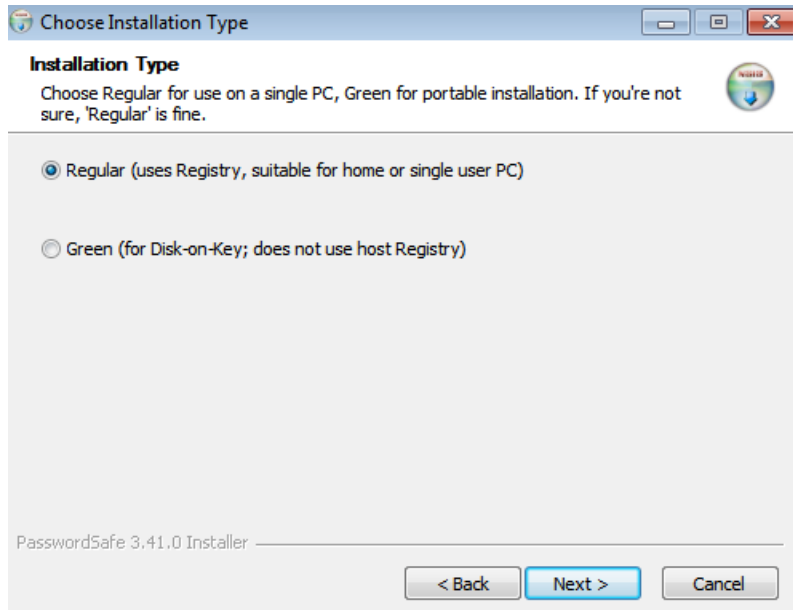 Choose Installation Type
Installation Type
Choose Regular for use on a single PC, Green for portable installation. If you're not
sure, 'Regular' is fine.
Regular (uses Registry, suitable for home or single user PC)
Green (for Disk-on-Key; does not use host Registry)
PasswordSafe 3.41.0 Installer
< Back
Next >
Cancel